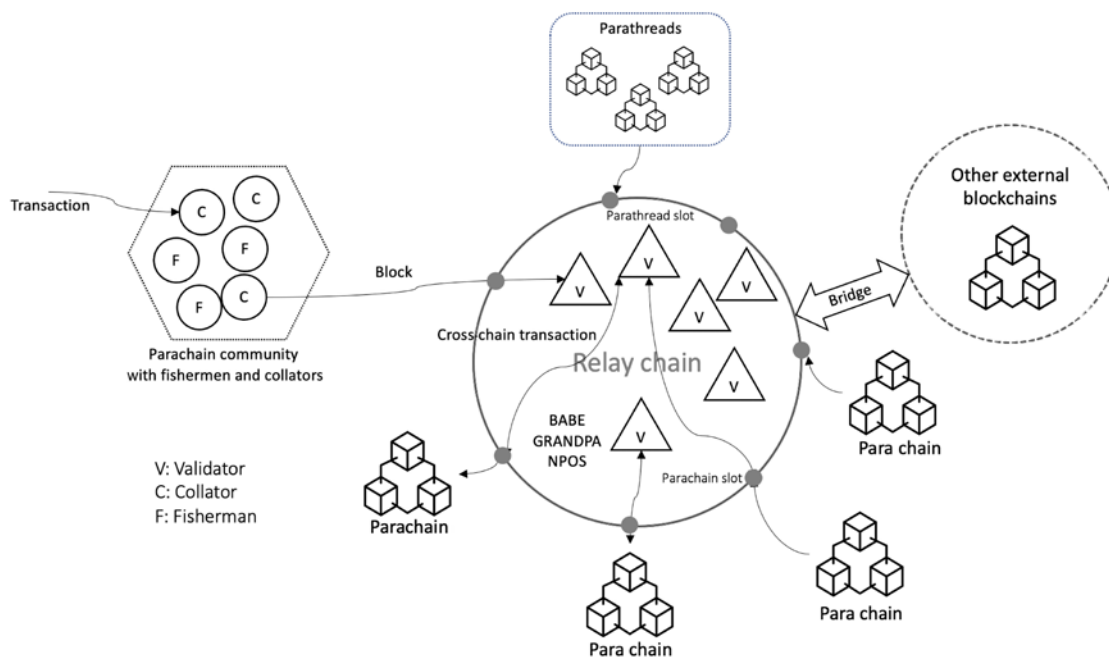 Parathreads
Other external
blockchains
Transaction
C
C
F
F
F
C
Parachain community
with fishermen and collators
Block
Parathread slot
V
V
V
V
V
V
Bridge
Cross-chain transaction
Relay chain
BABE
GRANDPA
NPOS
Parachain slot
Para chain
Parachain
Para chain
Para chain
V: Validator
C: Collator
F: Fisherman